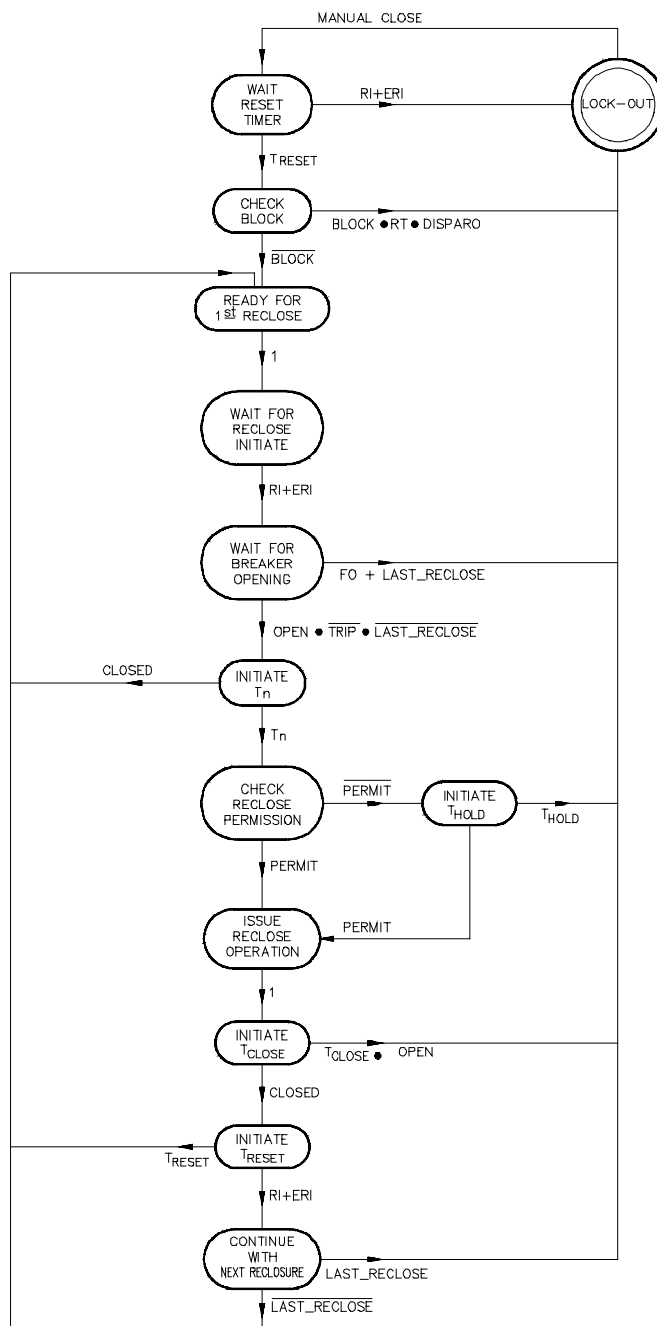 MANUAL CLOSE
WAIT
RESET
TIMER
RI+ERI
LOCK-OUT
TRESET
CHECK
BLOCK
BLOCK ● RT ● DISPARO
BLOCK
READY FOR
1st RECLOSE
1
WAIT FOR
RECLOSE
INITIATE
RI+ERI
WAIT FOR
BREAKER
OPENING
FO + LAST_RECLOSE
OPEN ● TRIP ● LAST_RECLOSE
CLOSED
INITIATE
Tn
Tn
CHECK
RECLOSE
PERMISSION
PERMIT
INITIATE
THOLD
THOLD
PERMIT
ISSUE
RECLOSE
OPERATION
PERMIT
1
INITIATE
TCLOSE
TCLOSE ● OPEN
CLOSED
INITIATE
TRESET
TRESET
RI+ERI
CONTINUE
WITH
NEXT RECLOSURE
LAST_RECLOSE
LAST_RECLOSE